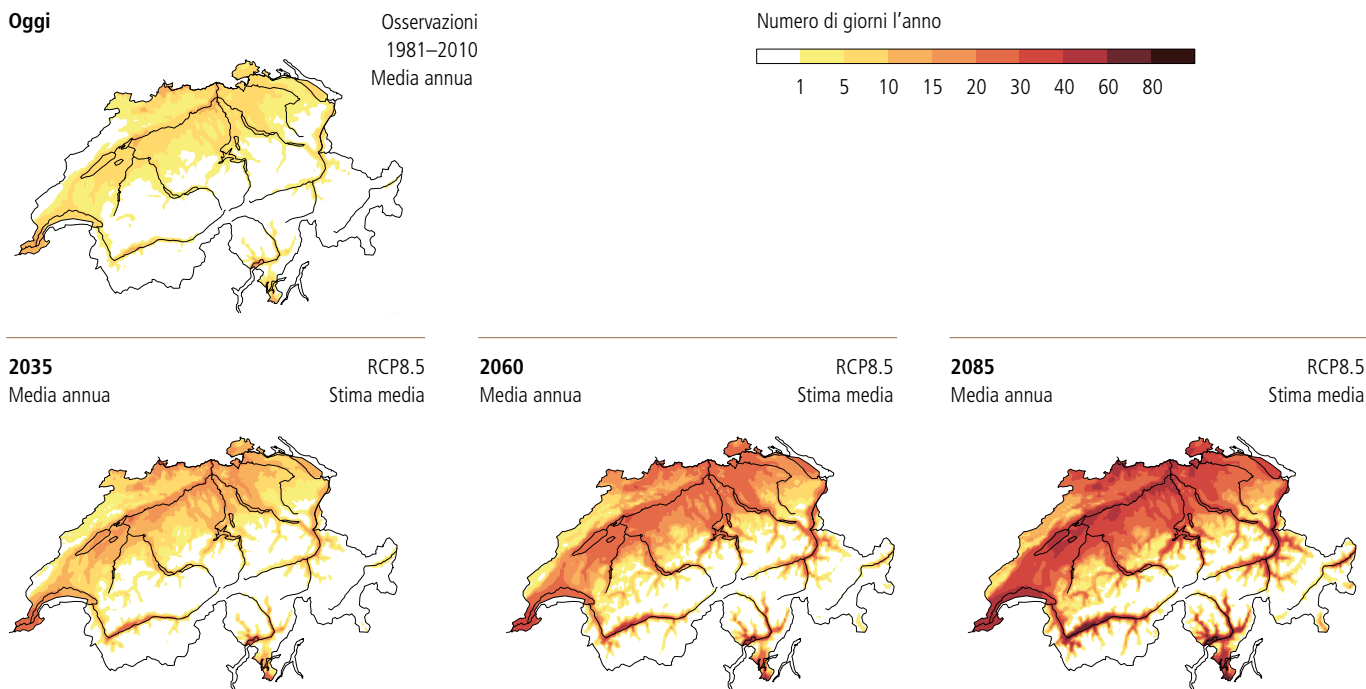 Oggi
Osservazioni
1981–2010
Media annua
Numero di giorni l'anno
1 5 10 15 20 30 40 60 80
2035 RCP8.5
Media annua Stima media
2060 RCP8.5
Media annua Stima media
2085 RCP8.5
Media annua Stima media